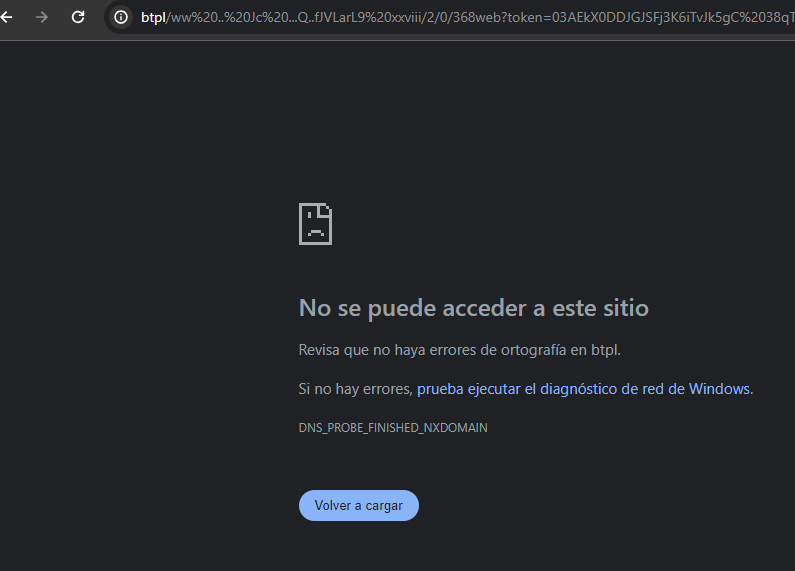 btpl/ww%20..%20Jc%20...Q..fJVLarL9%20xxviii/2/0/368web?token=03AEkX0DDJGJSFj3K6iTvJk5gC%2038qT
No se puede acceder a este sitio
Revisa que no haya errores de ortografía en btpl.
Si no hay errores, prueba ejecutar el diagnóstico de red de Windows.
DNS_PROBE_FINISHED_NXDOMAIN
Volver a cargar